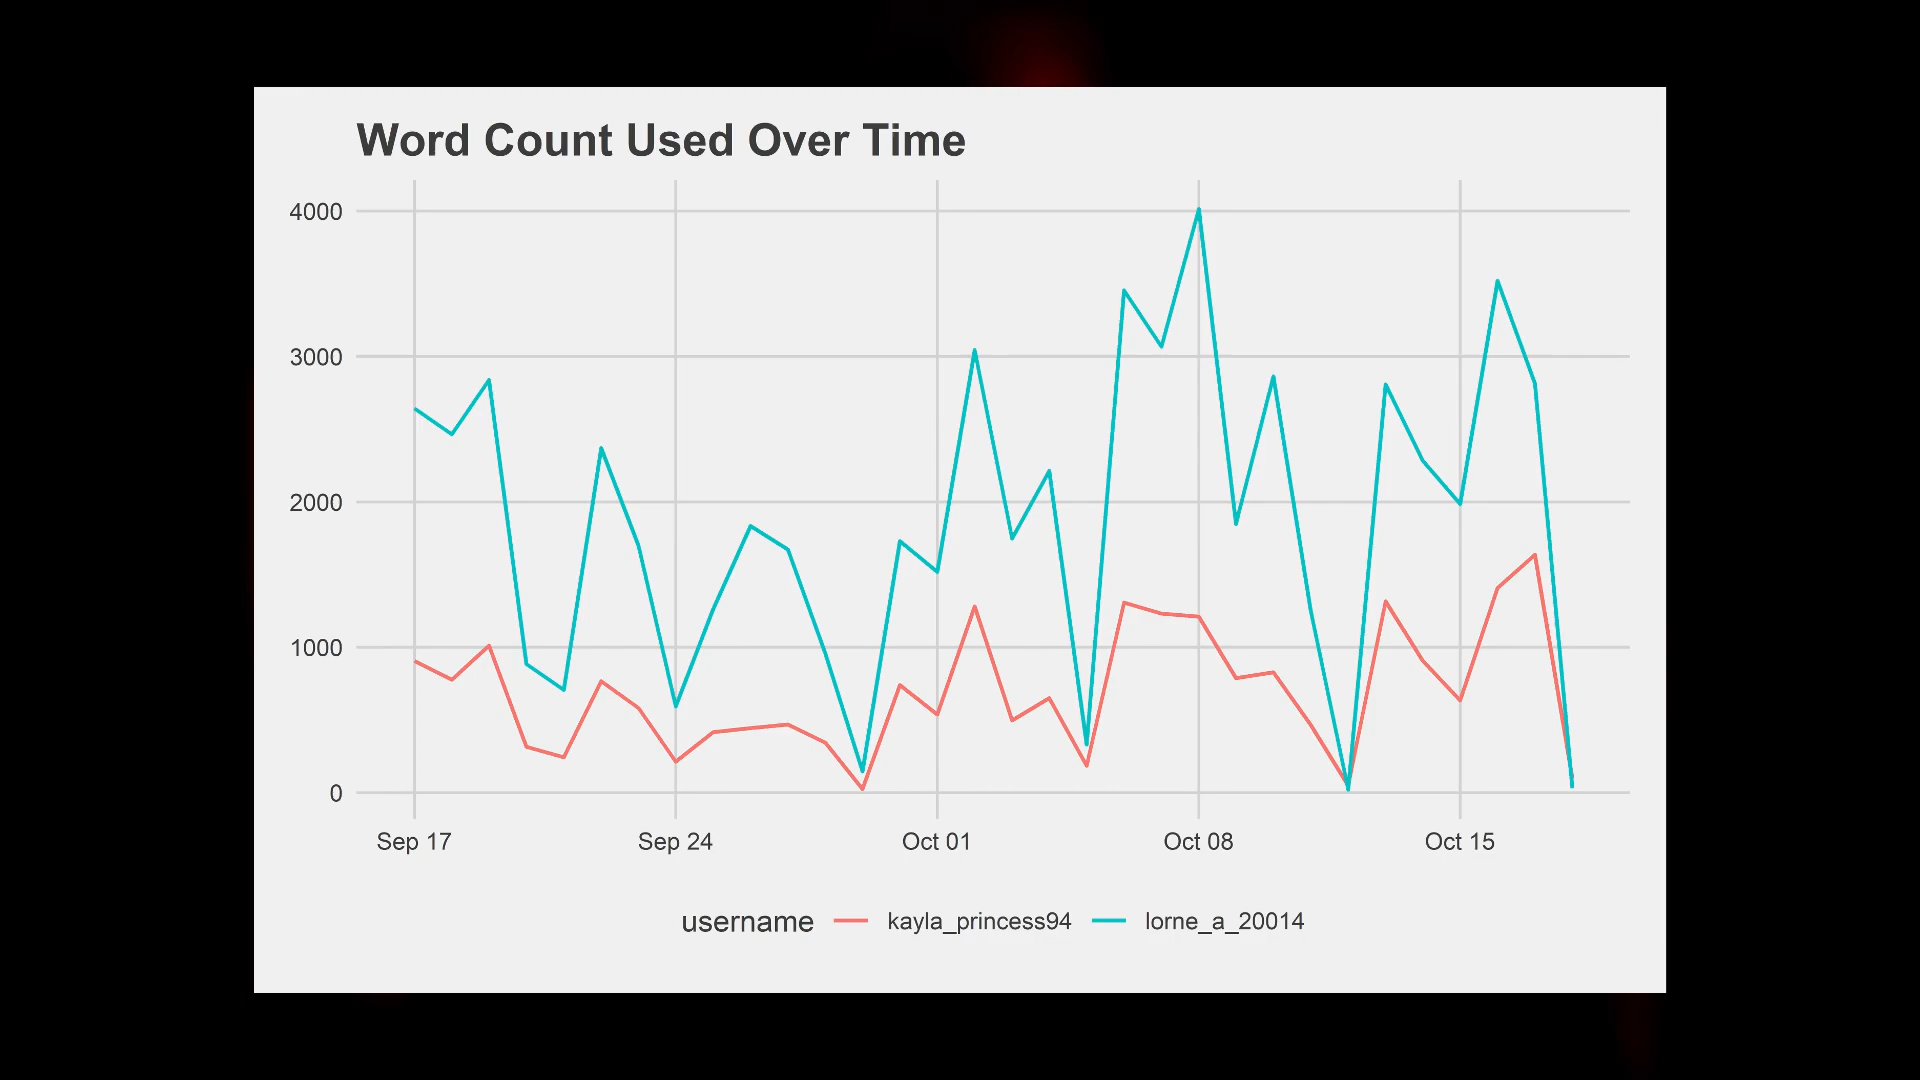 Word Count Used Over Time
4000
3000
2000
1000
0
Sep 17 Sep 24 Oct 01 Oct 08 Oct 15
username kayla_princess94 lorne_a_20014